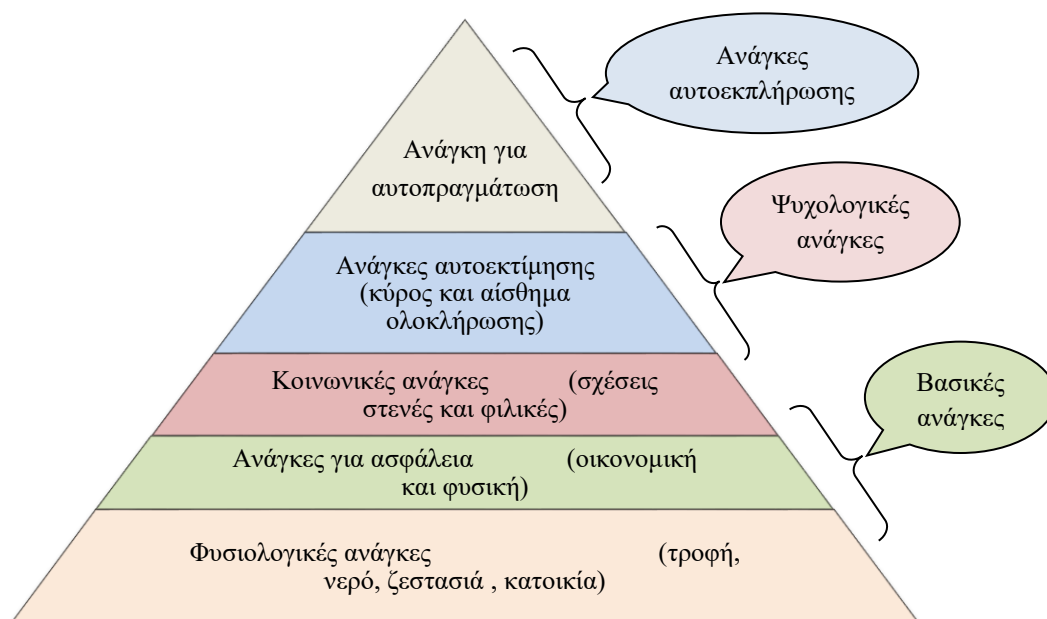 Ανάγκες
αυτοεκπλήρωσης
Ανάγκη για
αυτοπραγμάτωση
Ψυχολογικές
ανάγκες
Ανάγκες αυτοεκτίμησης
(κύρος και αίσθημα
ολοκλήρωσης)
Βασικές
ανάγκες
Κοινωνικές ανάγκες (σχέσεις
στενές και φιλικές)
Ανάγκες για ασφάλεια (οικονομική
και φυσική)
Φυσιολογικές ανάγκες (τροφή,
νερό, ζεστασιά , κατοικία)